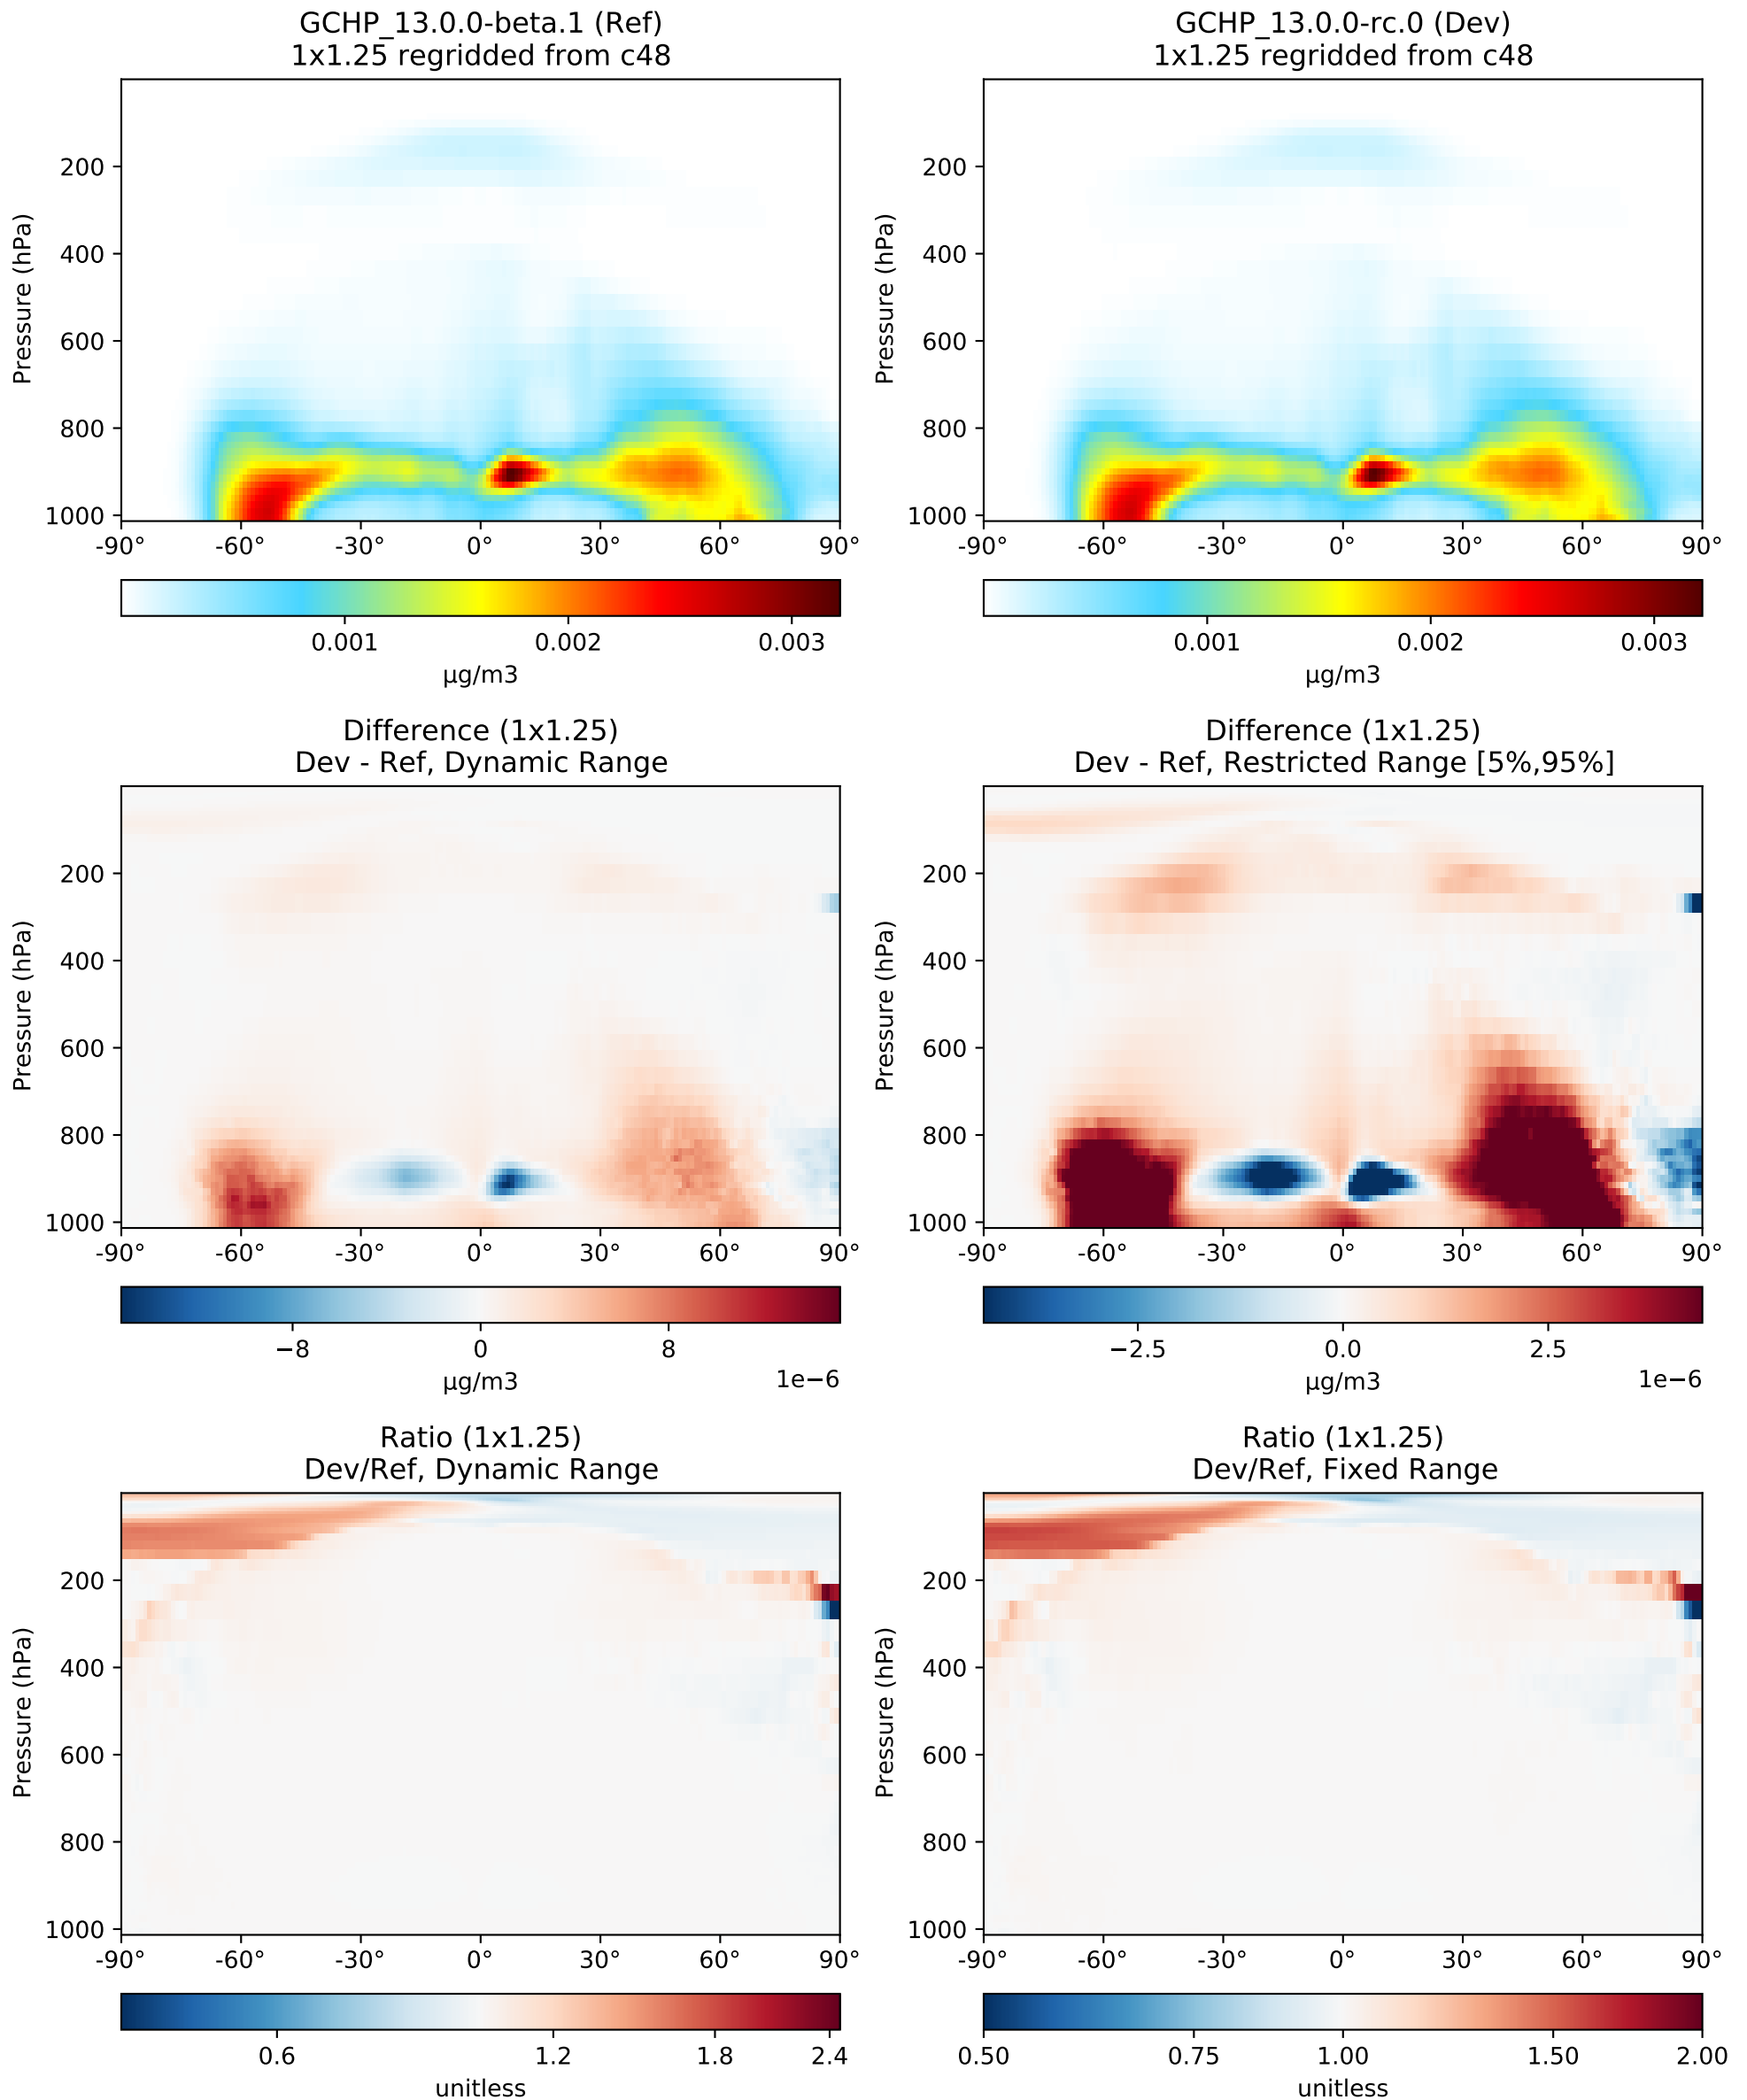 GCHP_13.0.0-beta.1 (Ref)
1x1.25 regridded from c48
GCHP_13.0.0-rc.0 (Dev)
1x1.25 regridded from c48
Pressure (hPa)
200
400
600
800
1000
-90° -60° -30° 0° 30° 60° 90°
0.001 0.002 0.003
µg/m3
Pressure (hPa)
200
400
600
800
1000
-90° -60° -30° 0° 30° 60° 90°
0.001 0.002 0.003
µg/m3
Difference (1x1.25)
Dev - Ref, Dynamic Range
Pressure (hPa)
200
400
600
800
1000
-90° -60° -30° 0° 30° 60° 90°
−8 0 8
1e−6
µg/m3
Difference (1x1.25)
Dev - Ref, Restricted Range [5%,95%]
Pressure (hPa)
200
400
600
800
1000
-90° -60° -30° 0° 30° 60° 90°
−2.5 0.0 2.5
1e−6
µg/m3
Ratio (1x1.25)
Dev/Ref, Dynamic Range
Pressure (hPa)
200
400
600
800
1000
-90° -60° -30° 0° 30° 60° 90°
0.6 1.2 1.8 2.4
unitless
Ratio (1x1.25)
Dev/Ref, Fixed Range
Pressure (hPa)
200
400
600
800
1000
-90° -60° -30° 0° 30° 60° 90°
0.50 0.75 1.00 1.50 2.00
unitless